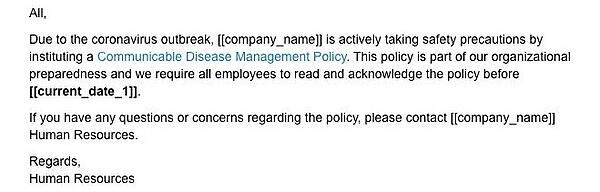 All,
Due to the coronavirus outbreak, [[company_name]] is actively taking safety precautions by
instituting a Communicable Disease Management Policy. This policy is part of our organizational
preparedness and we require all employees to read and acknowledge the policy before
[[current_date_1]].
If you have any questions or concerns regarding the policy, please contact [[company_name]]
Human Resources.
Regards,
Human Resources